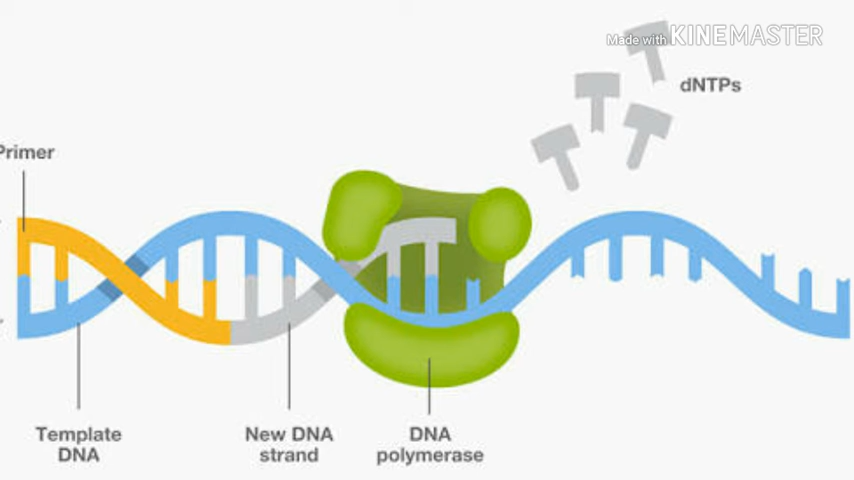 Made with KINEMASTER
dNTPs
Primer
Template
DNA
New DNA
strand
DNA
polymerase